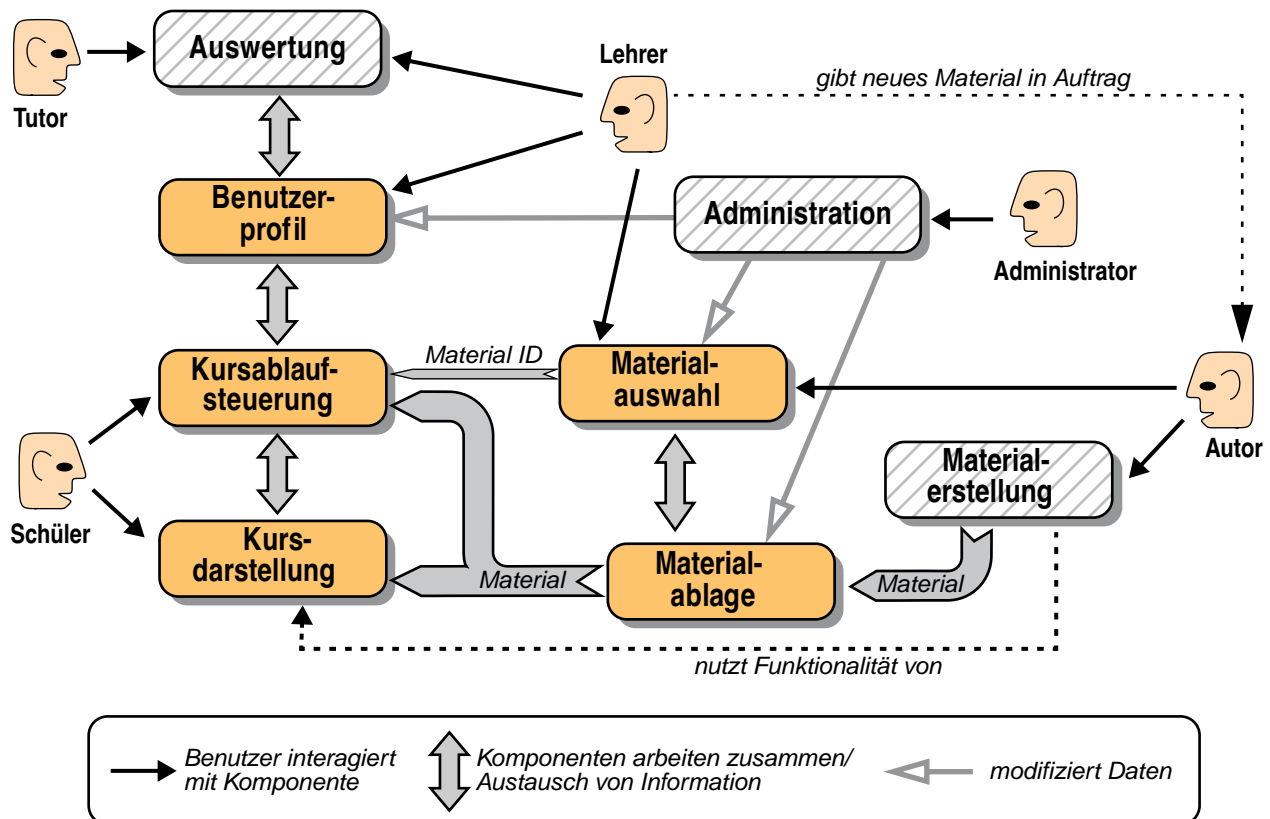 Auswertung
Lehrer
gibt neues Material in Auftrag
Tutor
Benutzer-
profil
Administration
Administrator
Kursablauf-
steuerung
Material ID
Material-
auswahl
Autor
Material-
erstellung
Schüler
Kurs-
darstellung
Material
Material-
ablage
Material
nutzt Funktionalität von
Benutzer interagiert
mit Komponente
Komponenten arbeiten zusammen/
Austausch von Information
modifiziert Daten